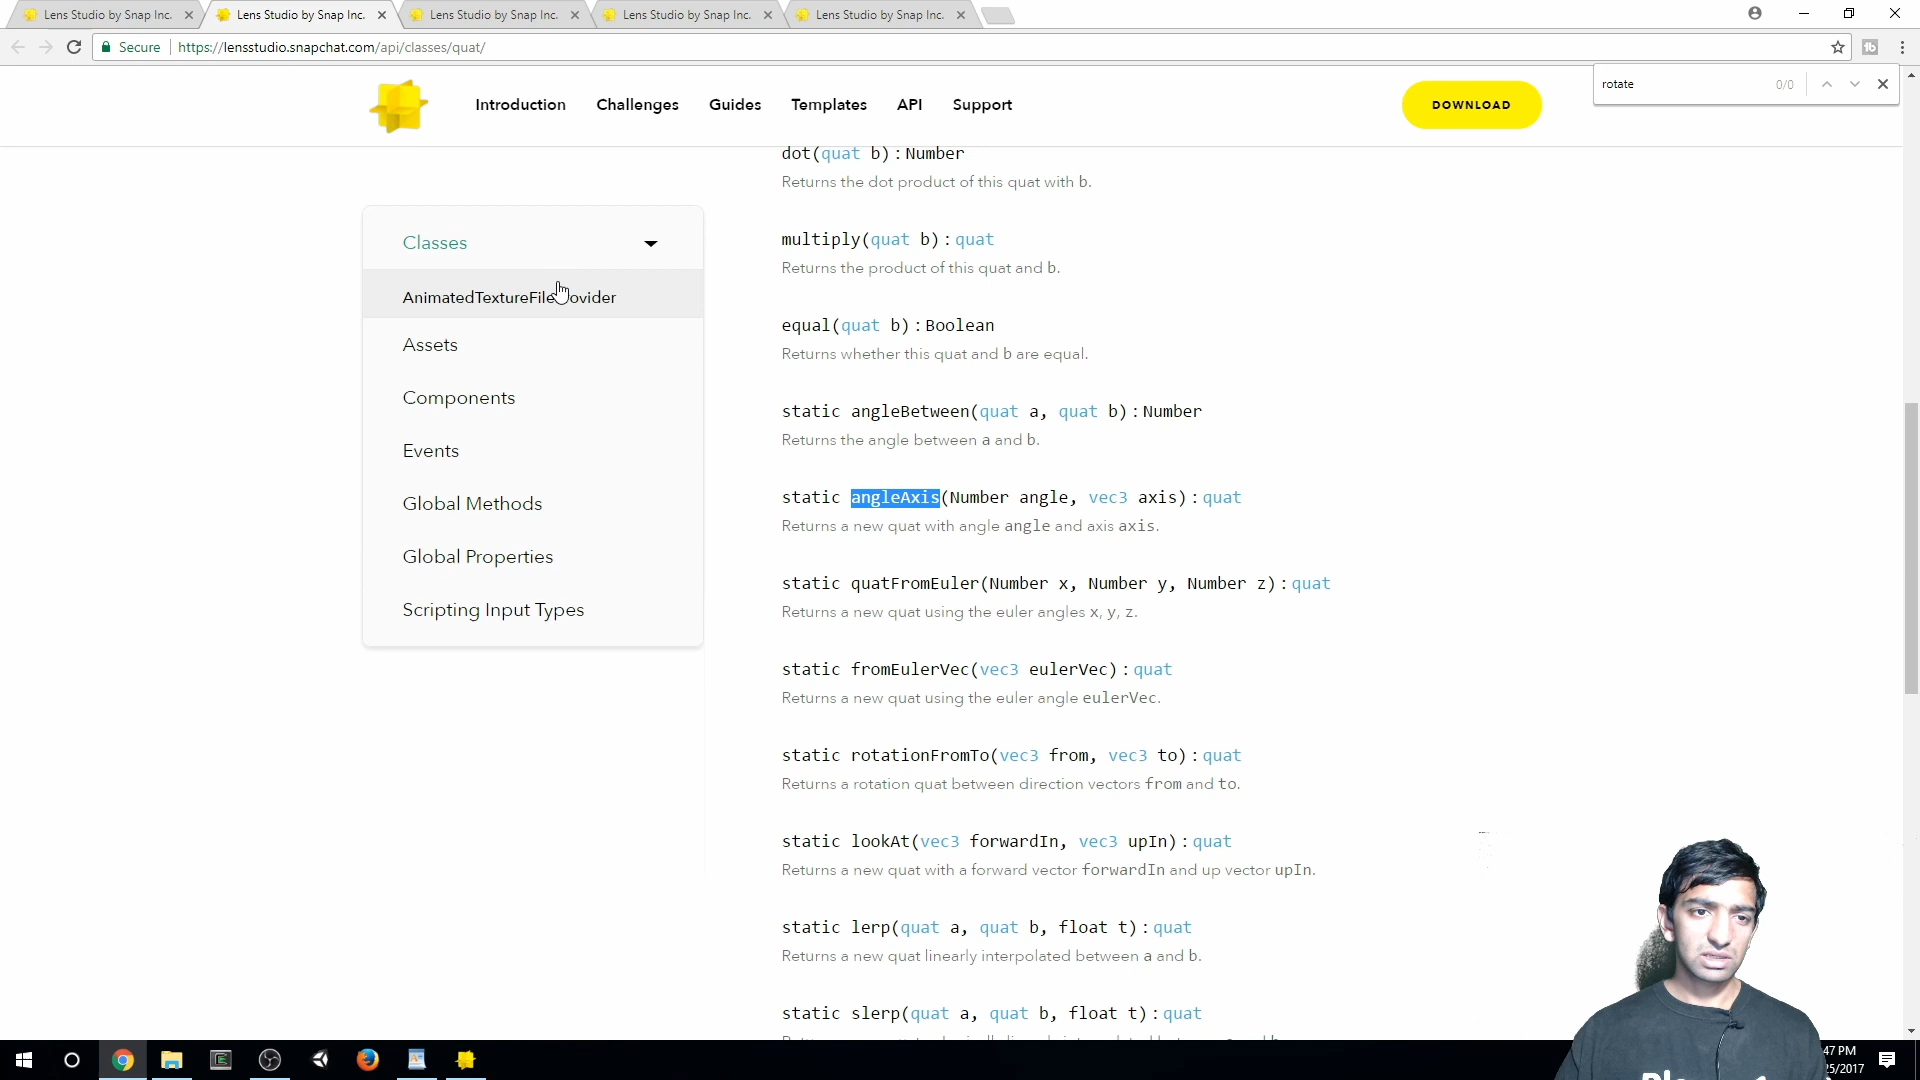 Lens Studio by Snap Inc.
Lens Studio by Snap Inc.
Lens Studio by Snap Inc.
Lens Studio by Snap Inc.
Lens Studio by Snap Inc.
Secure
https://lensstudio.snapchat.com/api/classes/quat/
rotate
0/0
Introduction
Challenges
Guides
Templates
API
Support
DOWNLOAD
Classes
AnimatedTextureFile ovider
Assets
Components
Events
Global Methods
Global Properties
Scripting Input Types
dot(quat b) : Number
Returns the dot product of this quat with b.
multiply(quat b) : quat
Returns the product of this quat and b.
equal(quat b) : Boolean
Returns whether this quat and b are equal.
static angleBetween(quat a, quat b) : Number
Returns the angle between a and b.
static angleAxis(Number angle, vec3 axis) : quat
Returns a new quat with angle angle and axis axis.
static quatFromEuler(Number x, Number y, Number z) : quat
Returns a new quat using the euler angles x, y, z.
static fromEulerVec(vec3 eulerVec) : quat
Returns a new quat using the euler angle eulerVec.
static rotationFromTo(vec3 from, vec3 to) : quat
Returns a rotation quat between direction vectors from and to.
static lookAt(vec3 forwardIn, vec3 upIn) : quat
Returns a new quat with a forward vector forwardIn and up vector upIn.
static lerp(quat a, quat b, float t) : quat
Returns a new quat linearly interpolated between a and b.
static slerp(quat a, quat b, float t) : quat
47 PM
25/2017